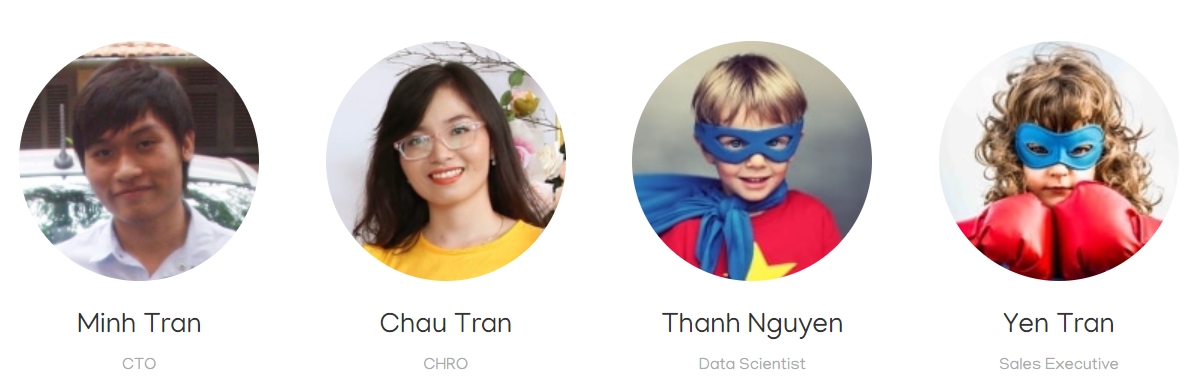 Minh Tran
CTO
Chau Tran
CHRO
Thanh Nguyen
Data Scientist
Yen Tran
Sales Executive